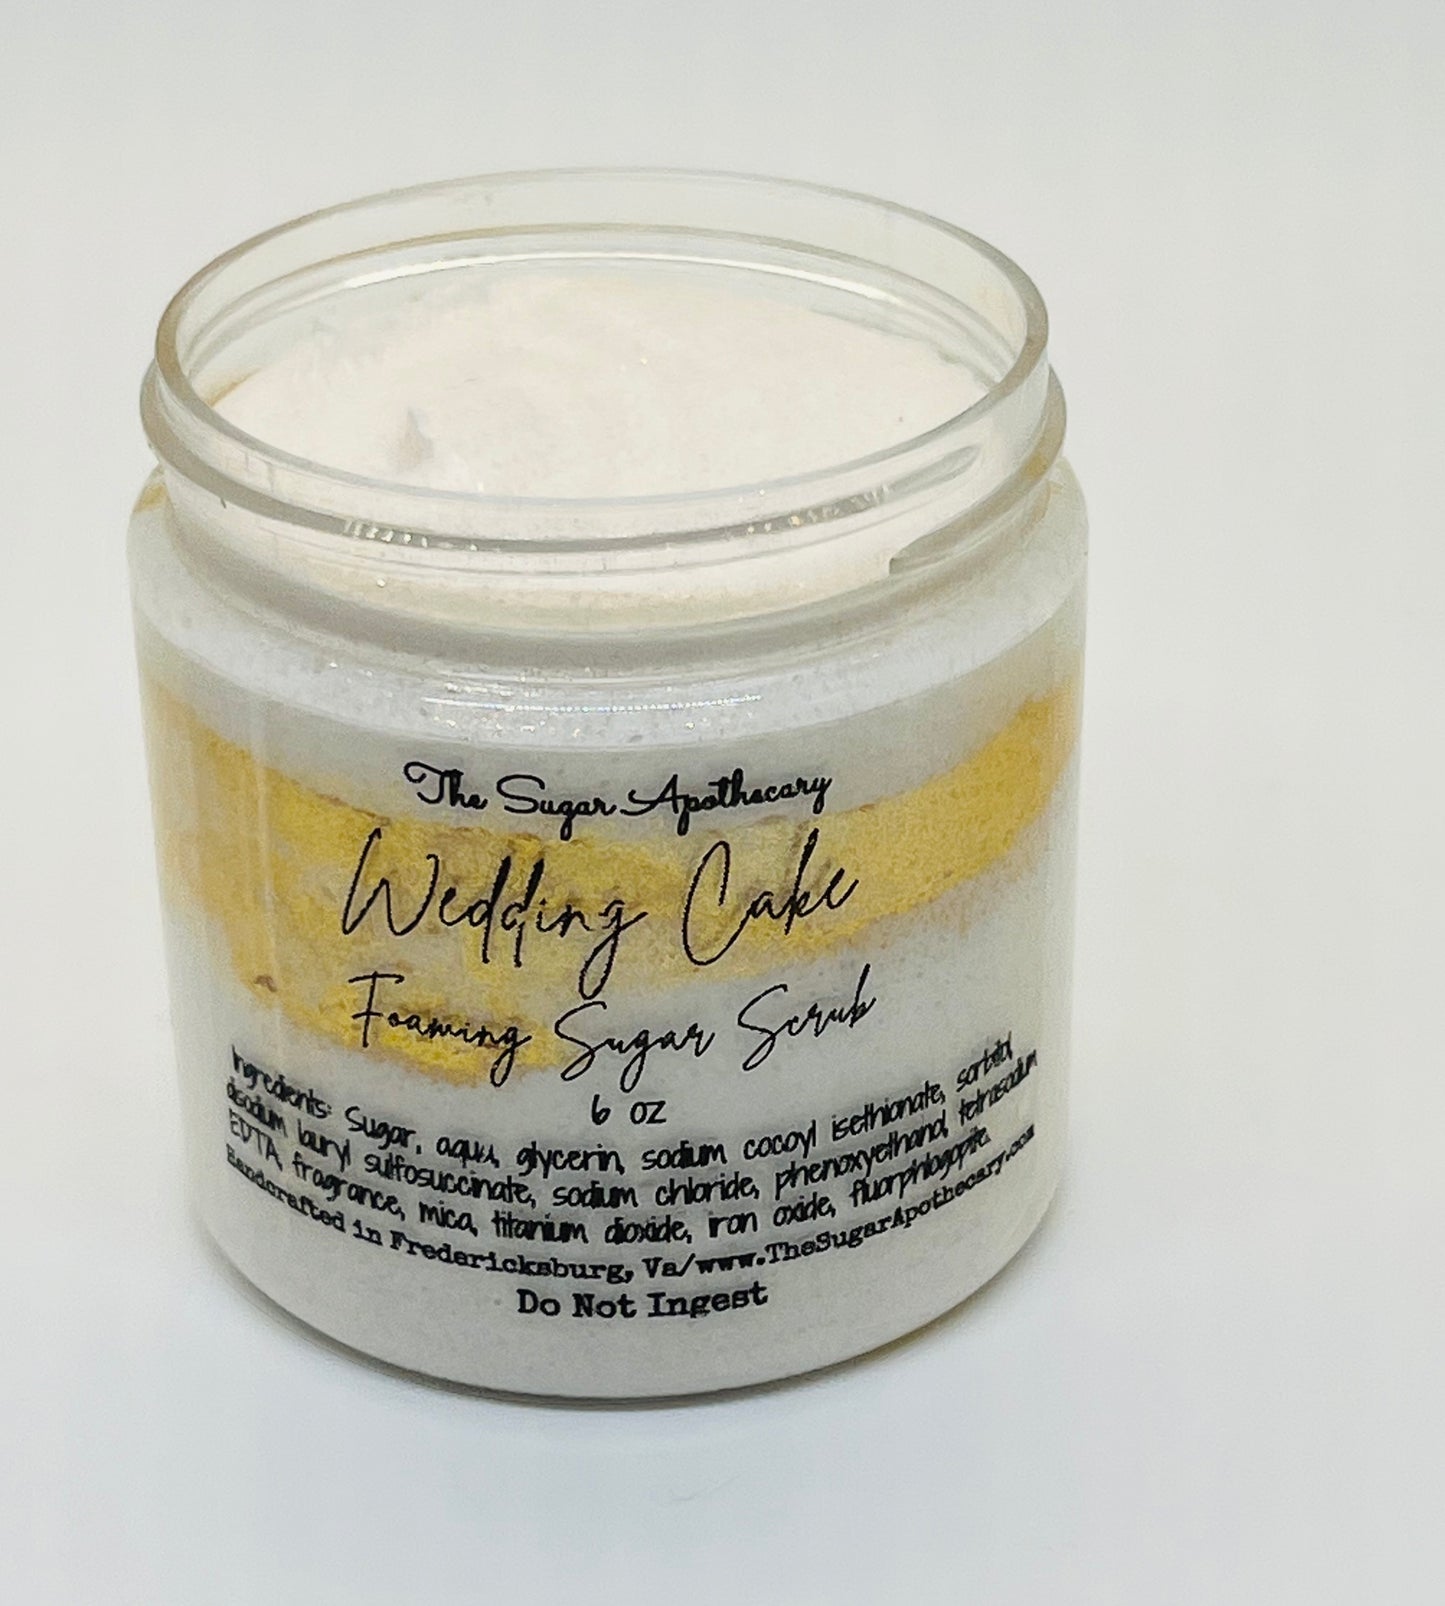 The Sugar Apothecary
Wedding Cake
Foaming Sugar Scrub
6 oz
Ingredients: Sugar, aqua, glycerin, sodium cocoyl isethionate, sorbitol,
disodium lauryl sulfosuccinate, sodium chloride, phenoxyethanol, tetrasodium
EDTA, fragrance, mica, titanium dioxide, iron oxide, fluorphlogopite.
Handcrafted in Fredericksburg, Va/www.TheSugarApothecary.com
Do Not Ingest